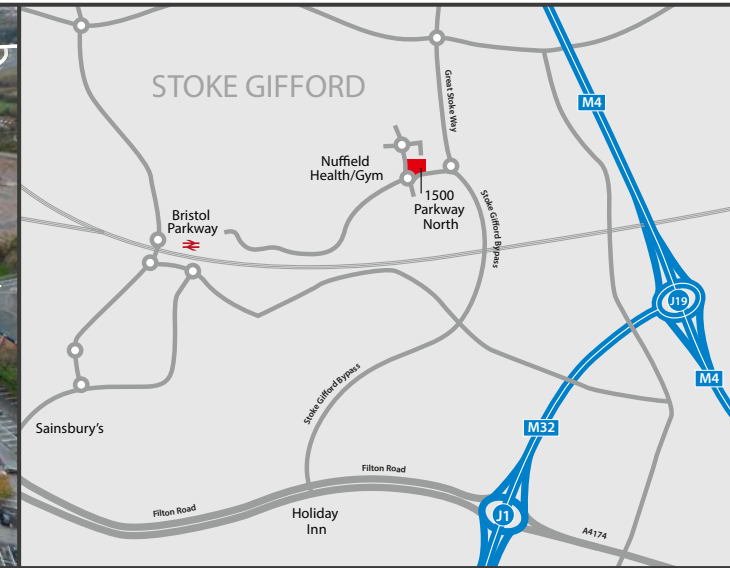 STOKE GIFFORD
M4
Great Stoke Way
Nuffield
Health/Gym
1500
Parkway
North
Stoke Gifford Bypass
Bristol
Parkway
J19
M4
Stoke Gifford Bypass
Sainsbury's
M32
Filton Road
Filton Road
Holiday
Inn
J1
A4174